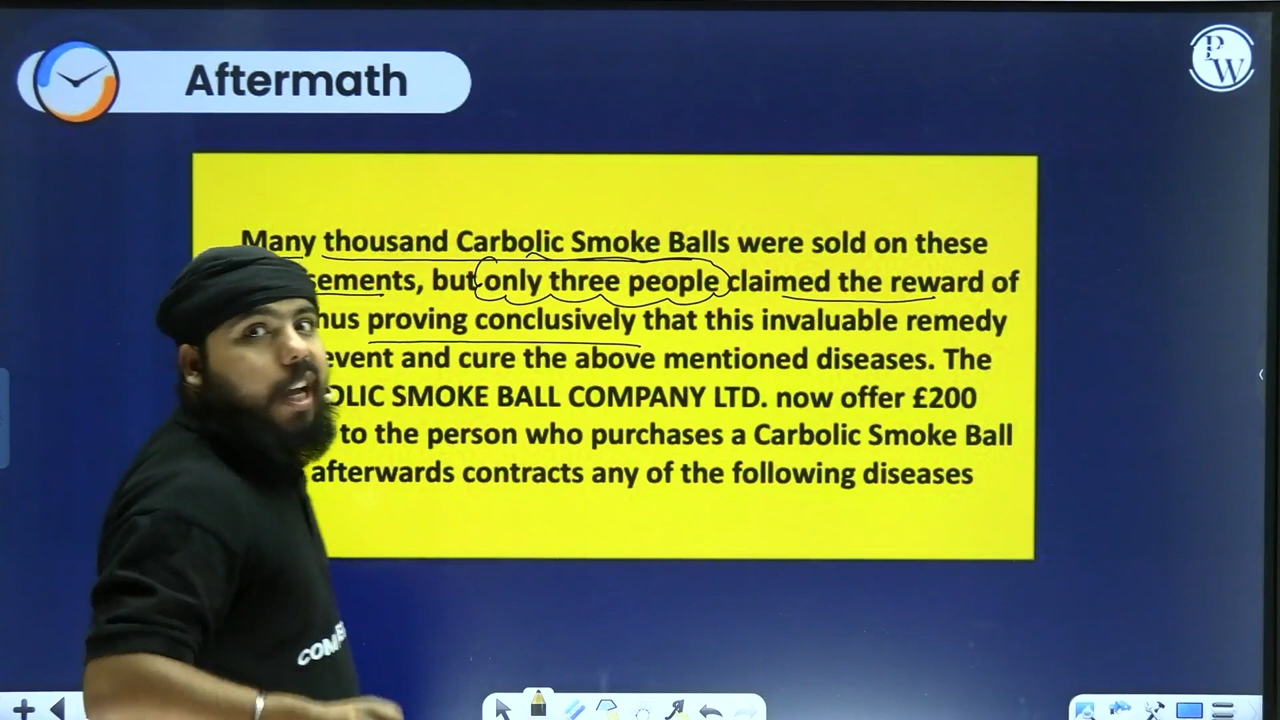 Aftermath
PW
Many thousand Carbolic Smoke Balls were sold on these
sements, but only three people claimed the reward of
hus proving conclusively that this invaluable remedy
event and cure the above mentioned diseases. The
OLIC SMOKE BALL COMPANY LTD. now offer £200
to the person who purchases a Carbolic Smoke Ball
afterwards contracts any of the following diseases
COM